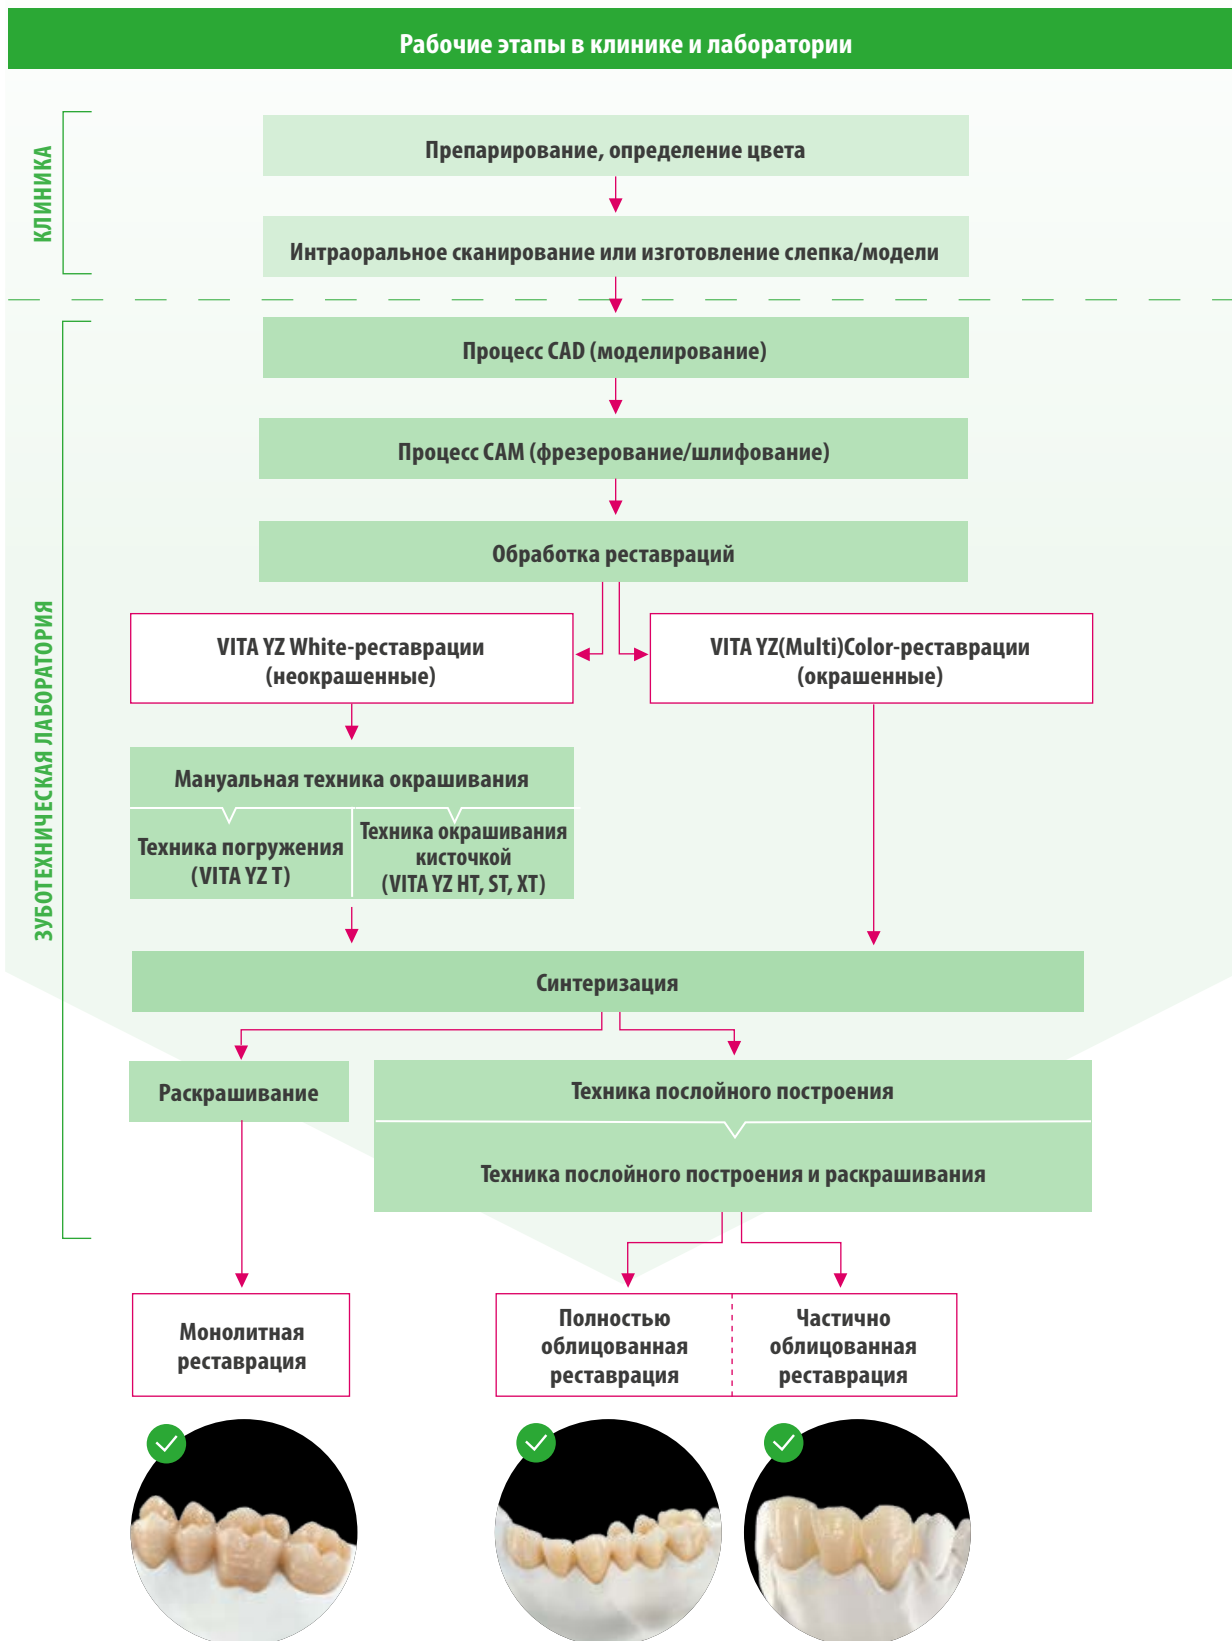 Рабочие этапы в клинике и лаборатории
КЛИНИКА
Препарирование, определение цвета
Интраоральное сканирование или изготовление слепка/модели
ЗУБОТЕХНИЧЕСКАЯ ЛАБОРАТОРИЯ
Процесс CAD (моделирование)
Процесс CAM (фрезерование/шлифование)
Обработка реставраций
VITA YZ White-реставрации
(неокрашенные)
VITA YZ(Multi)Color-реставрации
(окрашенные)
Мануальная техника окрашивания
Техника погружения
(VITA YZ T)
Техника окрашивания
кисточкой
(VITA YZ HT, ST, XT)
Синтеризация
Раскрашивание
Техника послойного построения
Техника послойного построения и раскрашивания
Монолитная
реставрация
Полностью
облицованная
реставрация
Частично
облицованная
реставрация